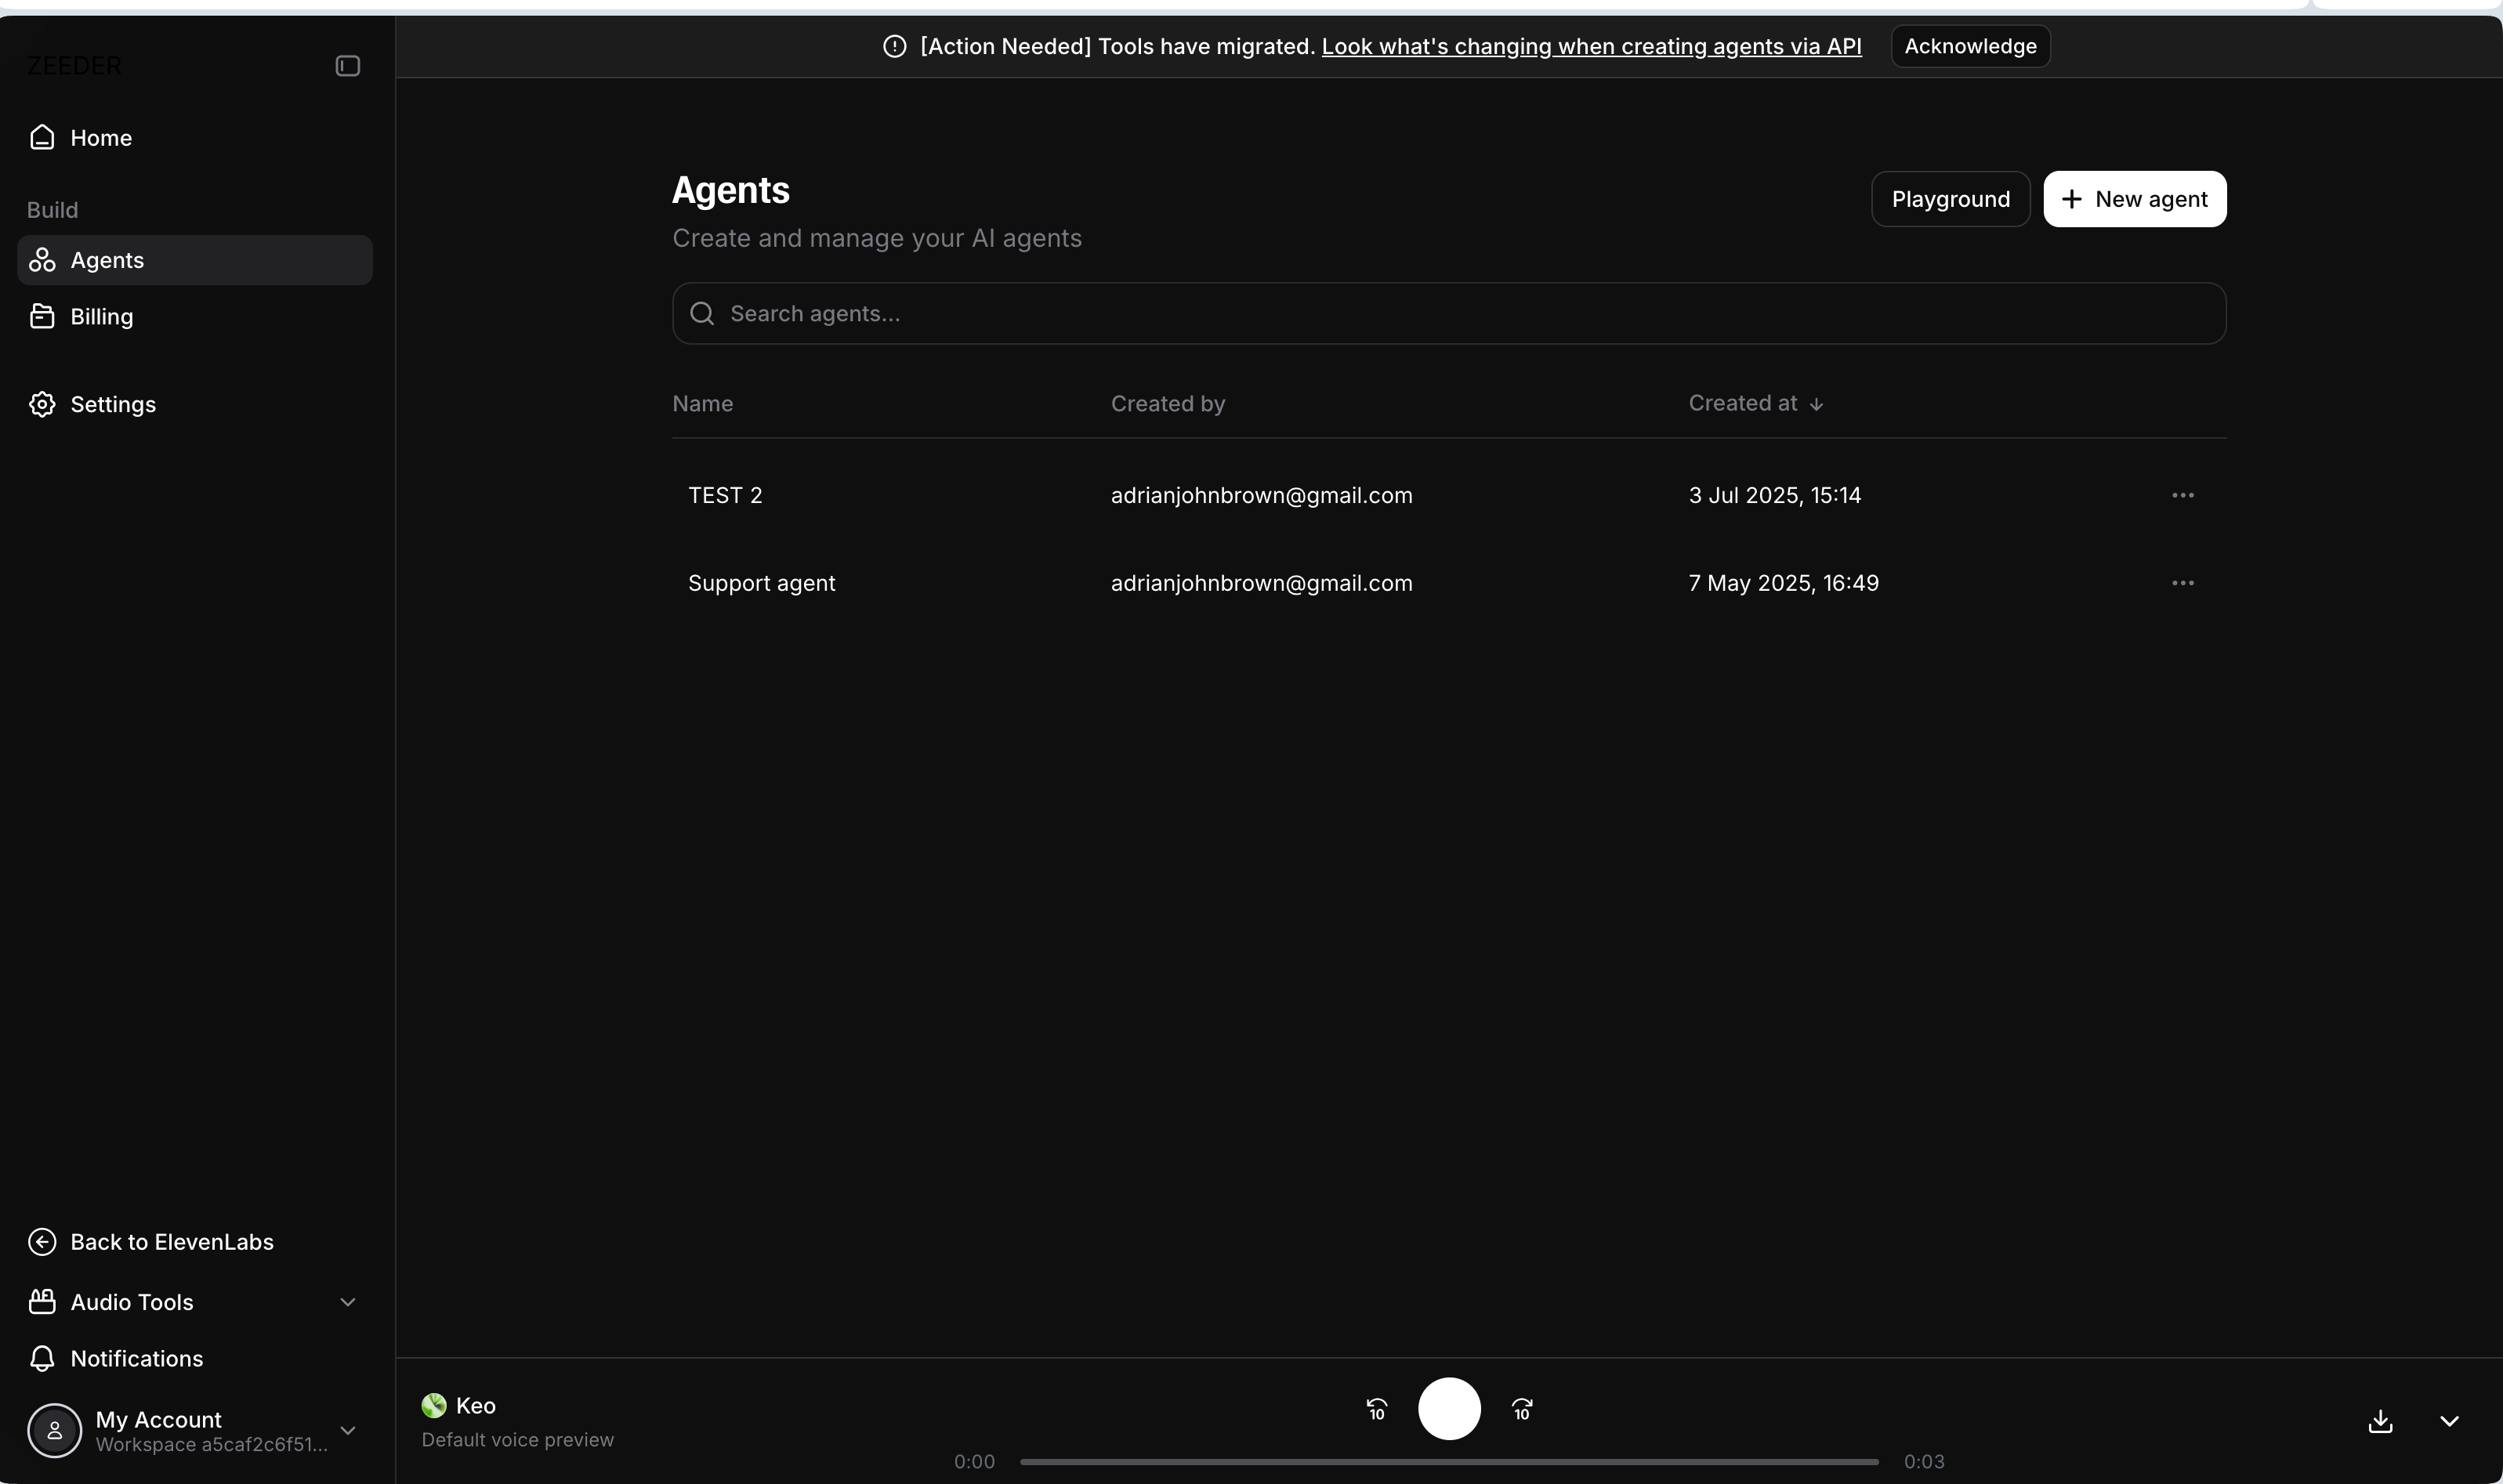 ZEEDER
Home
Build
Agents
Billing
Settings
Back to ElevenLabs
Audio Tools
Notifications
My Account
Workspace a5caf2c6f51...
[Action Needed] Tools have migrated. Look what's changing when creating agents via API
Acknowledge
Agents
Create and manage your AI agents
Playground
New agent
Search agents...
Name Created by Created at
TEST 2 adrianjohnbrown@gmail.com 3 Jul 2025, 15:14
Support agent adrianjohnbrown@gmail.com 7 May 2025, 16:49
Keo
Default voice preview
10 10
0:00 0:03